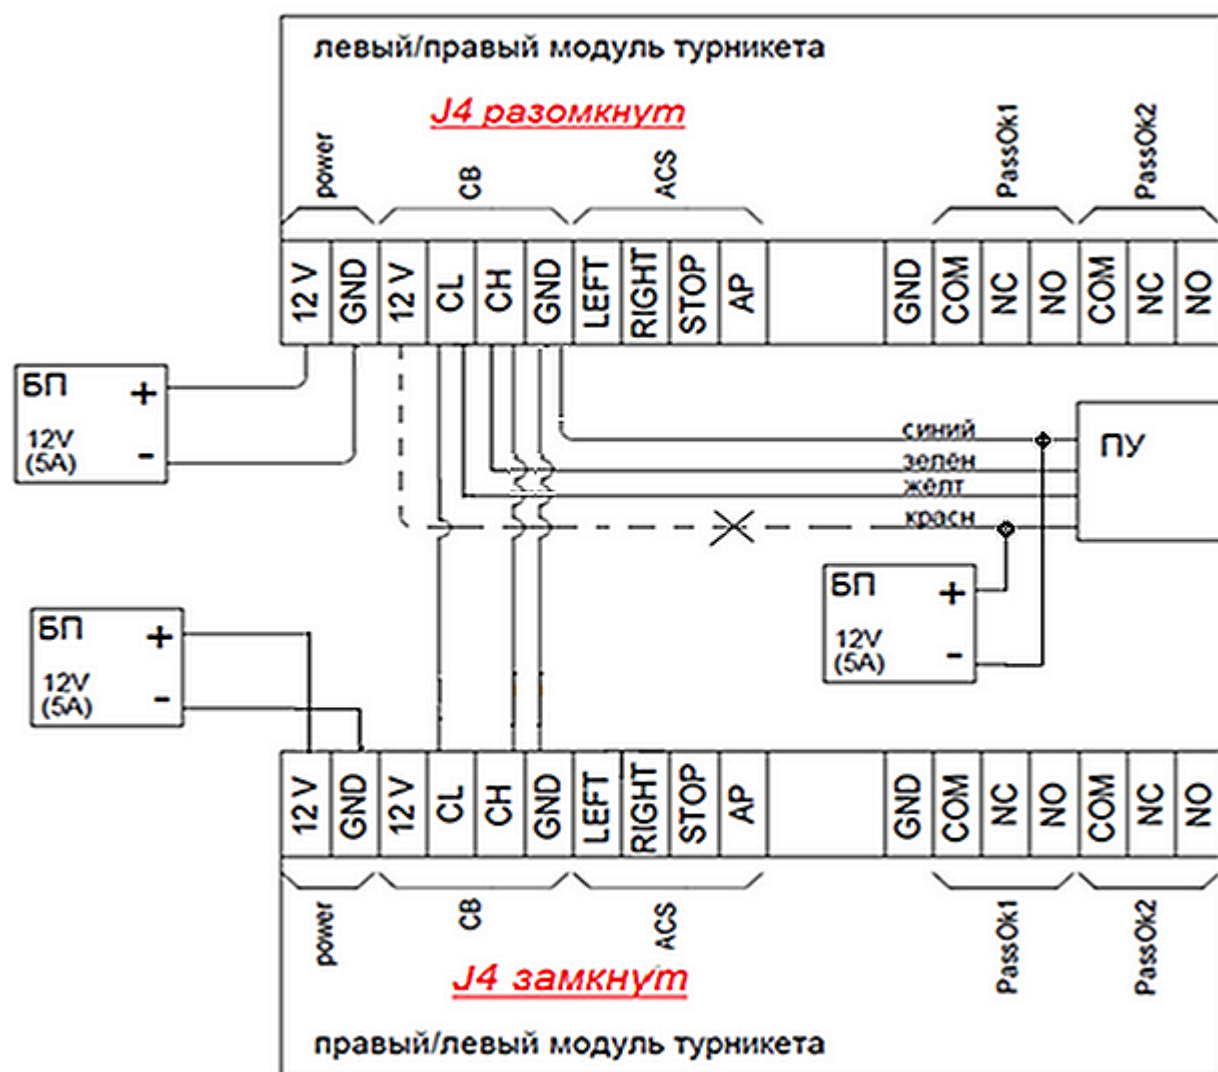 левый/правый модуль турникета
J4 разомкнут
power
CB
ACS
PassOk1
PassOk2
12 V
GND
12 V
CL
CH
GND
LEFT
RIGHT
STOP
AP
GND
COM
NC
NO
COM
NC
NO
БП +
12V
(5A) -
синий
зелён
жёлт
красн
ПУ
БП +
12V
(5A) -
БП +
12V
(5A) -
12 V
GND
12 V
CL
CH
GND
LEFT
RIGHT
STOP
AP
GND
COM
NC
NO
COM
NC
NO
power
CB
ACS
PassOk1
PassOk2
J4 замкнут
правый/левый модуль турникета